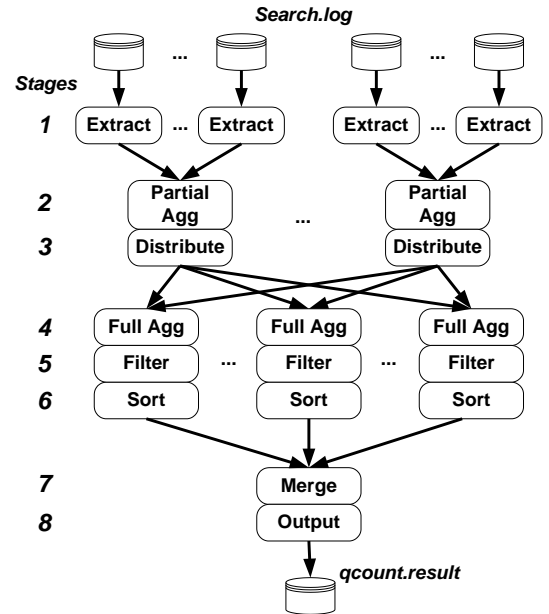 Search.log
... ...
Stages
1 Extract ... Extract Extract ... Extract
2 Partial Agg Partial Agg
...
3 Distribute Distribute
4 Full Agg Full Agg Full Agg
5 Filter ... Filter ... Filter
6 Sort Sort Sort
7 Merge
8 Output
qcount.result